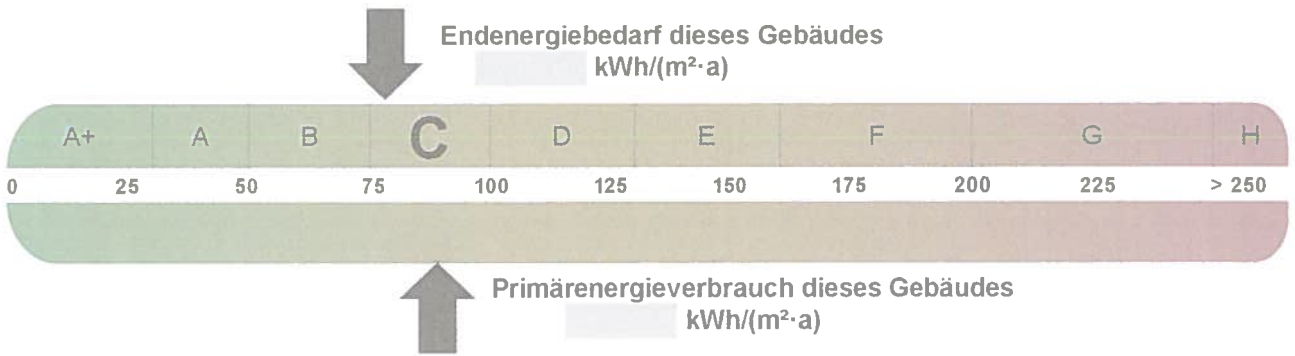 Endenergiebedarf dieses Gebäudes
kWh/(m²·a)
A+ A B C D E F G H
0 25 50 75 100 125 150 175 200 225 > 250
Primärenergieverbrauch dieses Gebäudes
kWh/(m²·a)